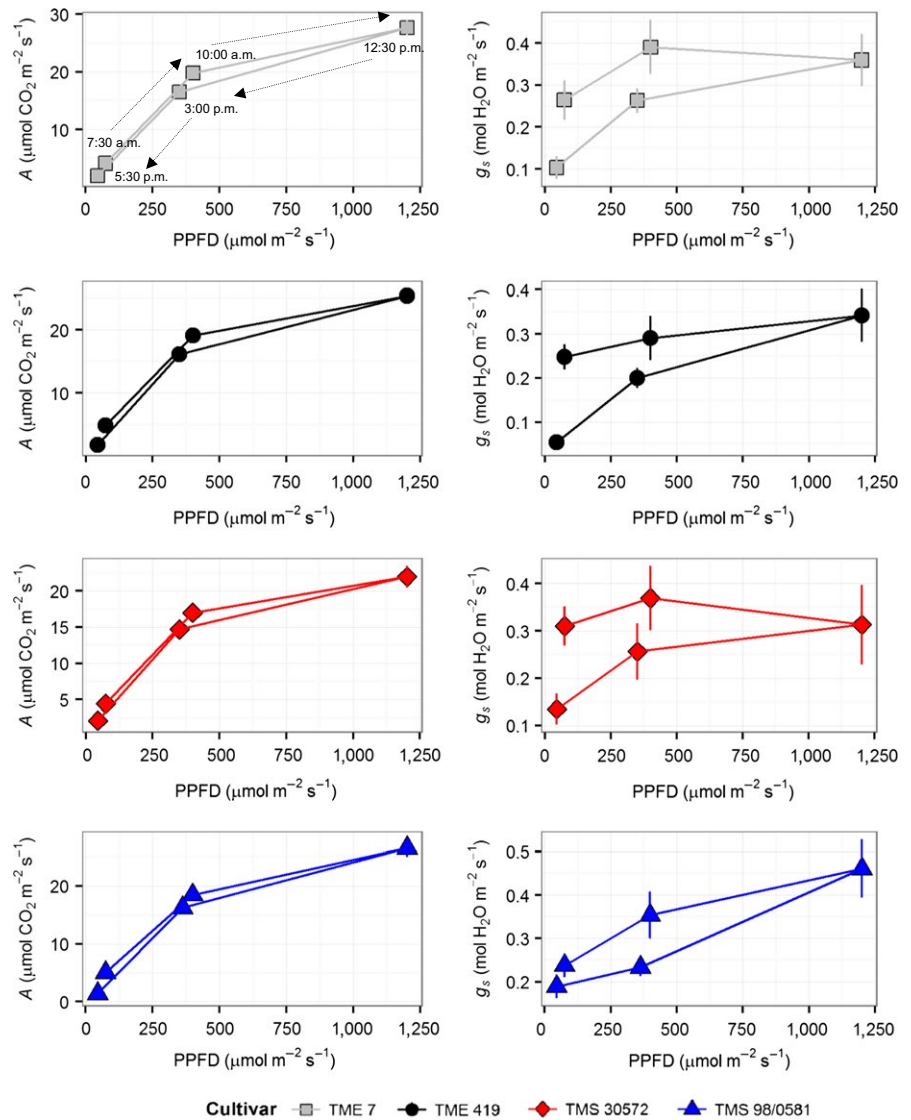 A (μmol CO₂ m⁻² s⁻¹)
30
20
10
7:30 a.m.
10:00 a.m.
12:30 p.m.
3:00 p.m.
5:30 p.m.
0 250 500 750 1,000 1,250
PPFD (μmol m⁻² s⁻¹)
gₛ (mol H₂O m⁻² s⁻¹)
0.4
0.3
0.2
0.1
0 250 500 750 1,000 1,250
PPFD (μmol m⁻² s⁻¹)
A (μmol CO₂ m⁻² s⁻¹)
20
10
0 250 500 750 1,000 1,250
PPFD (μmol m⁻² s⁻¹)
gₛ (mol H₂O m⁻² s⁻¹)
0.4
0.3
0.2
0.1
0 250 500 750 1,000 1,250
PPFD (μmol m⁻² s⁻¹)
A (μmol CO₂ m⁻² s⁻¹)
20
15
10
5
0 250 500 750 1,000 1,250
PPFD (μmol m⁻² s⁻¹)
gₛ (mol H₂O m⁻² s⁻¹)
0.4
0.3
0.2
0.1
0 250 500 750 1,000 1,250
PPFD (μmol m⁻² s⁻¹)
A (μmol CO₂ m⁻² s⁻¹)
20
10
0
0 250 500 750 1,000 1,250
PPFD (μmol m⁻² s⁻¹)
gₛ (mol H₂O m⁻² s⁻¹)
0.5
0.4
0.3
0.2
0 250 500 750 1,000 1,250
PPFD (μmol m⁻² s⁻¹)
Cultivar TME 7 TME 419 TMS 30572 TMS 98/0581